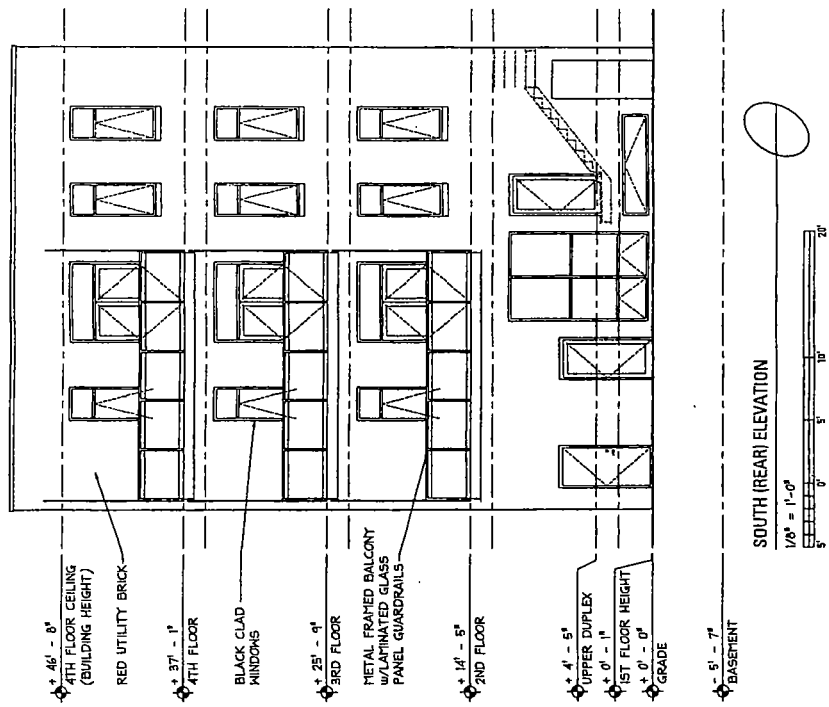 + 46' - 8"
4TH FLOOR CEILING
(BUILDING HEIGHT)
RED UTILITY BRICK
+ 37' - 1"
4TH FLOOR
BLACK CLAD
WINDOWS
+ 25' - 9"
3RD FLOOR
METAL FRAMED BALCONY
w/LAMINATED GLASS
PANEL GUARDRAILS
+ 14' - 5"
2ND FLOOR
+ 4' - 5"
UPPER DUPLEX
+ 0' - 1"
1ST FLOOR HEIGHT
+ 0' - 0"
GRADE
- 5' - 7"
BASEMENT
SOUTH (REAR) ELEVATION
1/8" = 1'-0"
5' 0' 5' 10' 20'